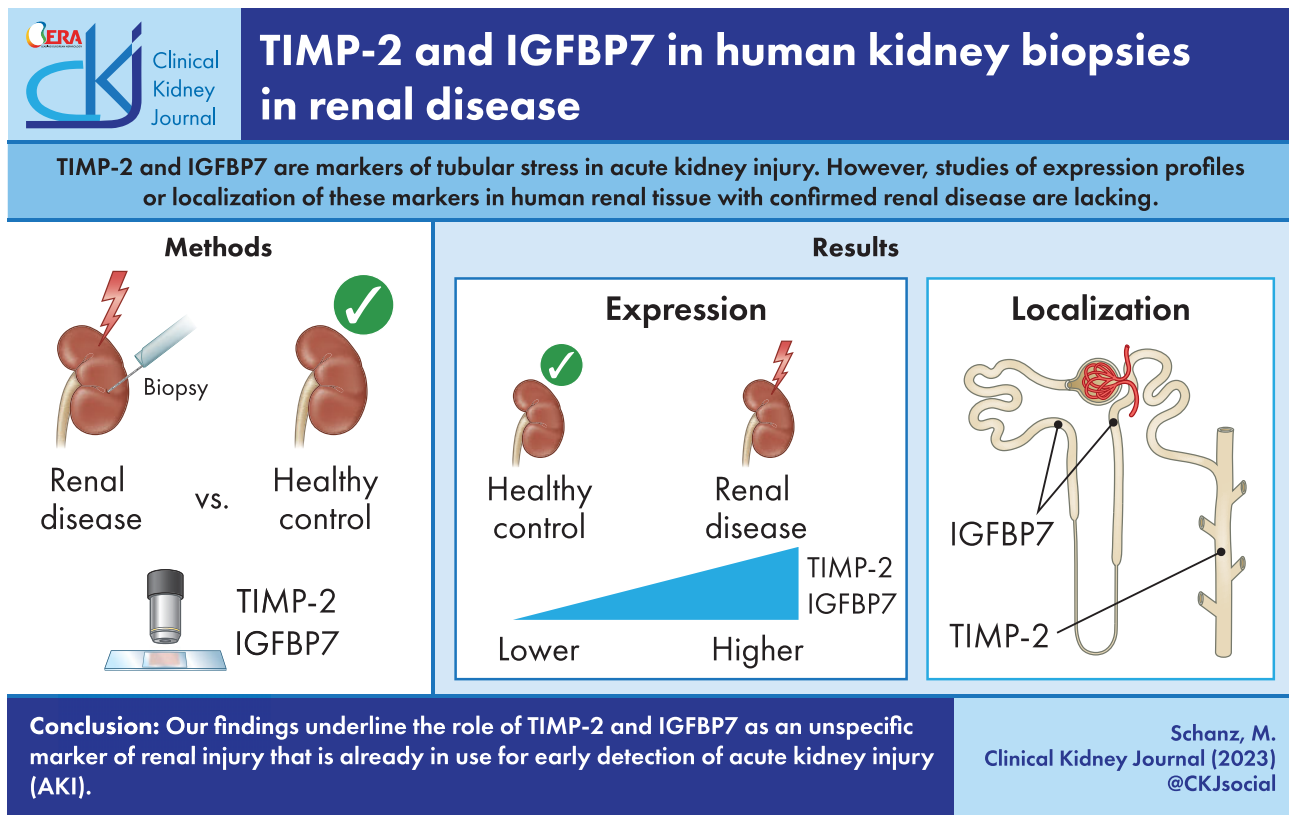 ERA
CKJ
Clinical
Kidney
Journal
TIMP-2 and IGFBP7 in human kidney biopsies
in renal disease
TIMP-2 and IGFBP7 are markers of tubular stress in acute kidney injury. However, studies of expression profiles
or localization of these markers in human renal tissue with confirmed renal disease are lacking.
Methods
Biopsy
Renal
disease
vs.
Healthy
control
TIMP-2
IGFBP7
Results
Expression
Healthy
control
Renal
disease
TIMP-2
IGFBP7
Lower
Higher
Localization
IGFBP7
TIMP-2
Conclusion: Our findings underline the role of TIMP-2 and IGFBP7 as an unspecific
marker of renal injury that is already in use for early detection of acute kidney injury
(AKI).
Schanz, M.
Clinical Kidney Journal (2023)
@CKJsocial